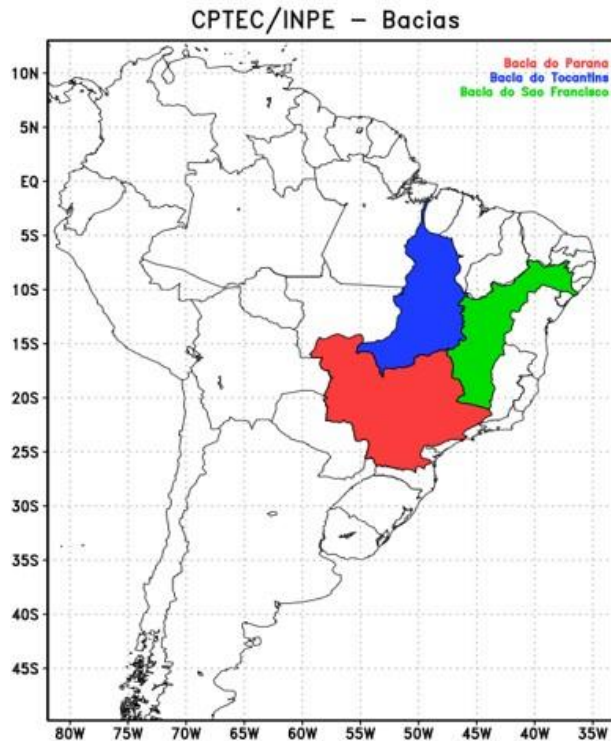 CPTEC/INPE – Bacias
Bacia do Parana
Bacia do Tocantins
Bacia do Sao Francisco
10N
5N
EQ
5S
10S
15S
20S
25S
30S
35S
40S
45S
80W 75W 70W 65W 60W 55W 50W 45W 40W 35W